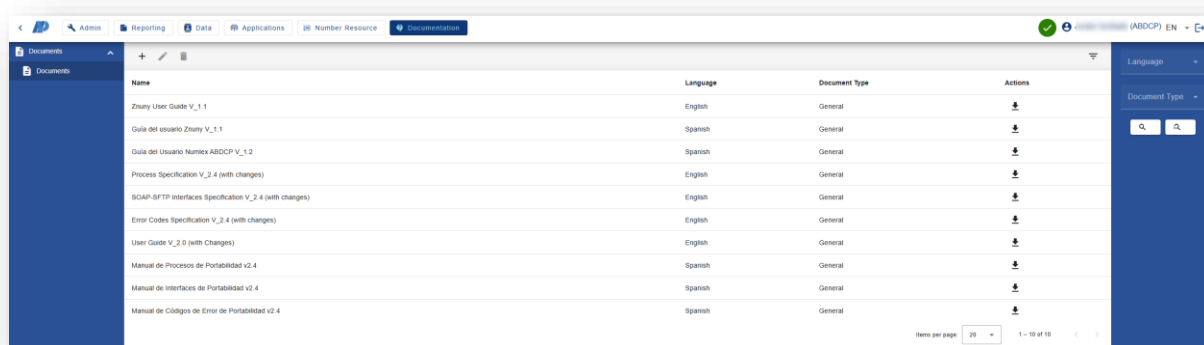 Admin Reporting Data Applications Number Resource Documentation (ABDCP) EN
Documents
Documents
Language
Document Type
Name Language Document Type Actions
Znuny User Guide V_1.1 English General
Guía del usuario Znuny V_1.1 Spanish General
Guía del Usuario Numlex ABDCP V_1.2 Spanish General
Process Specification V_2.4 (with changes) English General
SOAP-SFTP Interfaces Specification V_2.4 (with changes) English General
Error Codes Specification V_2.4 (with changes) English General
User Guide V_2.0 (with Changes) English General
Manual de Procesos de Portabilidad v2.4 Spanish General
Manual de Interfaces de Portabilidad v2.4 Spanish General
Manual de Códigos de Error de Portabilidad v2.4 Spanish General
Items per page: 20 1 – 10 of 10